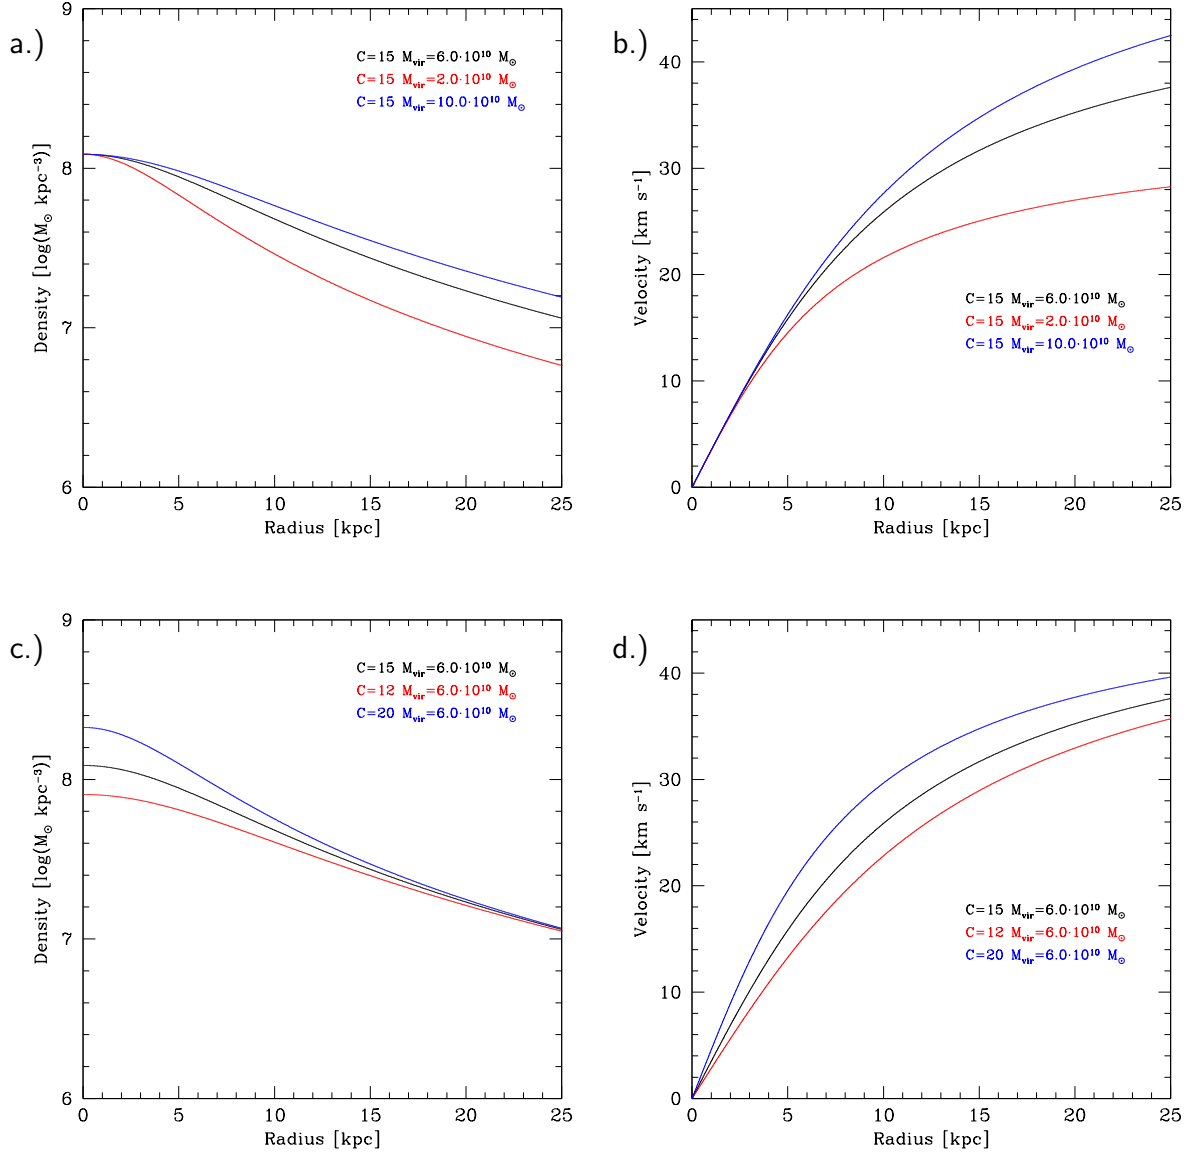 a.)
9
8
7
6
Density [log(M⊙ kpc⁻³)]
C=15 Mvir=6.0·10¹⁰ M⊙
C=15 Mvir=2.0·10¹⁰ M⊙
C=15 Mvir=10.0·10¹⁰ M⊙
0 5 10 15 20 25
Radius [kpc]
b.)
40
30
20
10
0
Velocity [km s⁻¹]
C=15 Mvir=6.0·10¹⁰ M⊙
C=15 Mvir=2.0·10¹⁰ M⊙
C=15 Mvir=10.0·10¹⁰ M⊙
0 5 10 15 20 25
Radius [kpc]
c.)
9
8
7
6
Density [log(M⊙ kpc⁻³)]
C=15 Mvir=6.0·10¹⁰ M⊙
C=12 Mvir=6.0·10¹⁰ M⊙
C=20 Mvir=6.0·10¹⁰ M⊙
0 5 10 15 20 25
Radius [kpc]
d.)
40
30
20
10
0
Velocity [km s⁻¹]
C=15 Mvir=6.0·10¹⁰ M⊙
C=12 Mvir=6.0·10¹⁰ M⊙
C=20 Mvir=6.0·10¹⁰ M⊙
0 5 10 15 20 25
Radius [kpc]